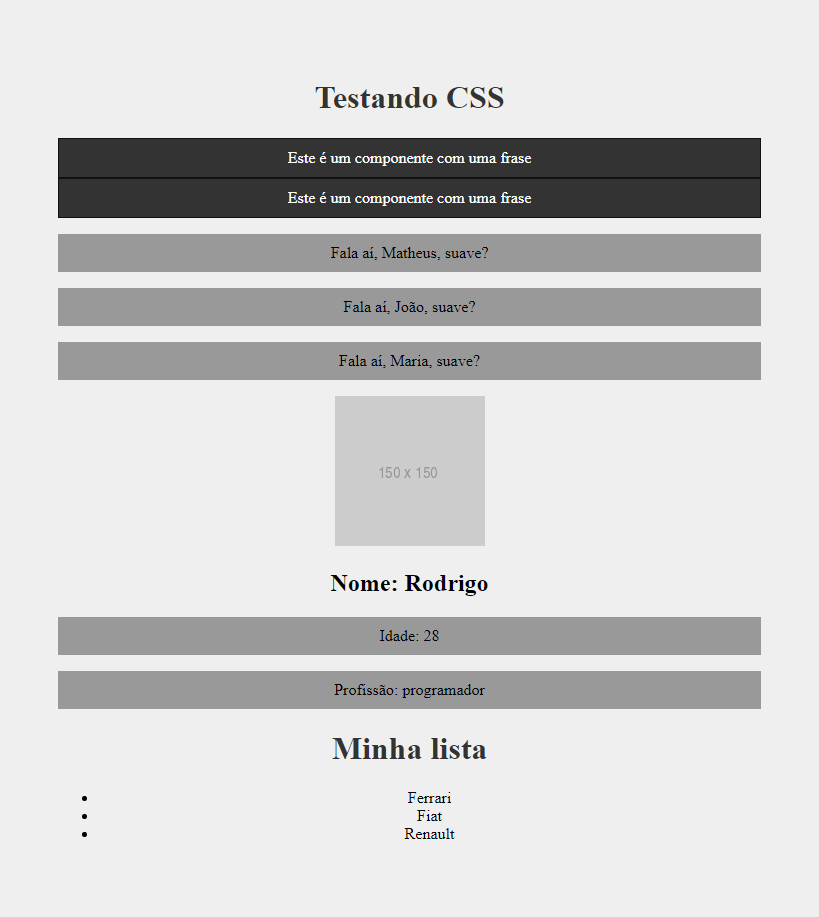 Testando CSS
Este é um componente com uma frase
Este é um componente com uma frase
Fala aí, Matheus, suave?
Fala aí, João, suave?
Fala aí, Maria, suave?
150 x 150
Nome: Rodrigo
Idade: 28
Profissão: programador
Minha lista
Ferrari
Fiat
Renault